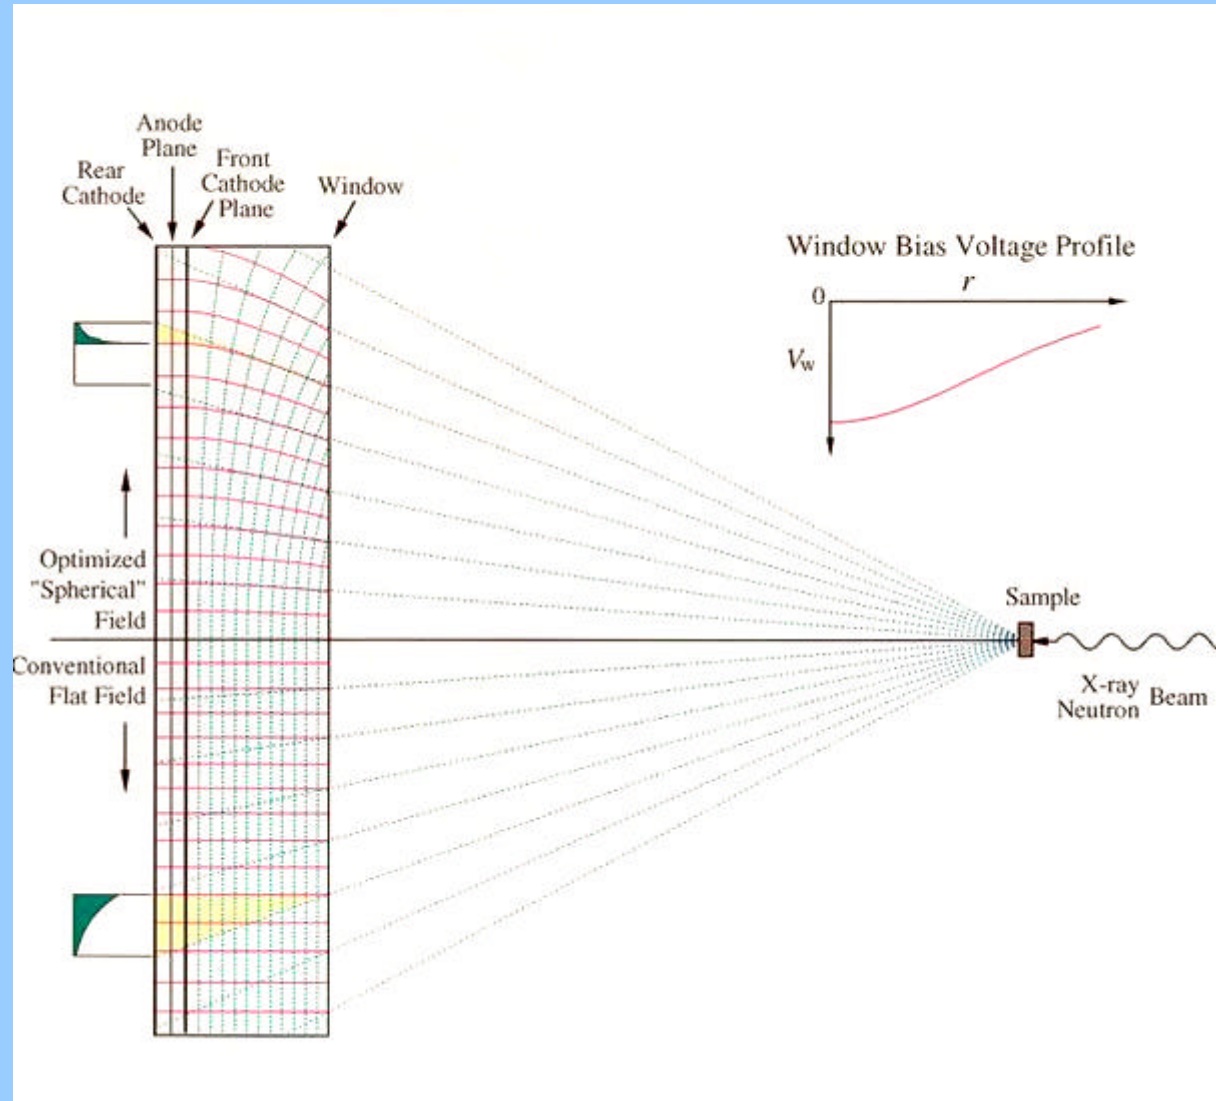 Anode
Plane
Rear
Cathode
Front
Cathode
Plane
Window
Window Bias Voltage Profile
r
0
Vw
Optimized
"Spherical"
Field
Conventional
Flat Field
Sample
X-ray
Neutron
Beam